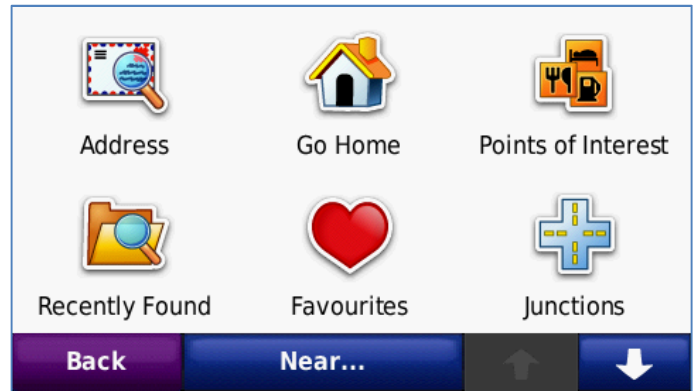 Address
Go Home
Points of Interest
Recently Found
Favourites
Junctions
Back
Near...